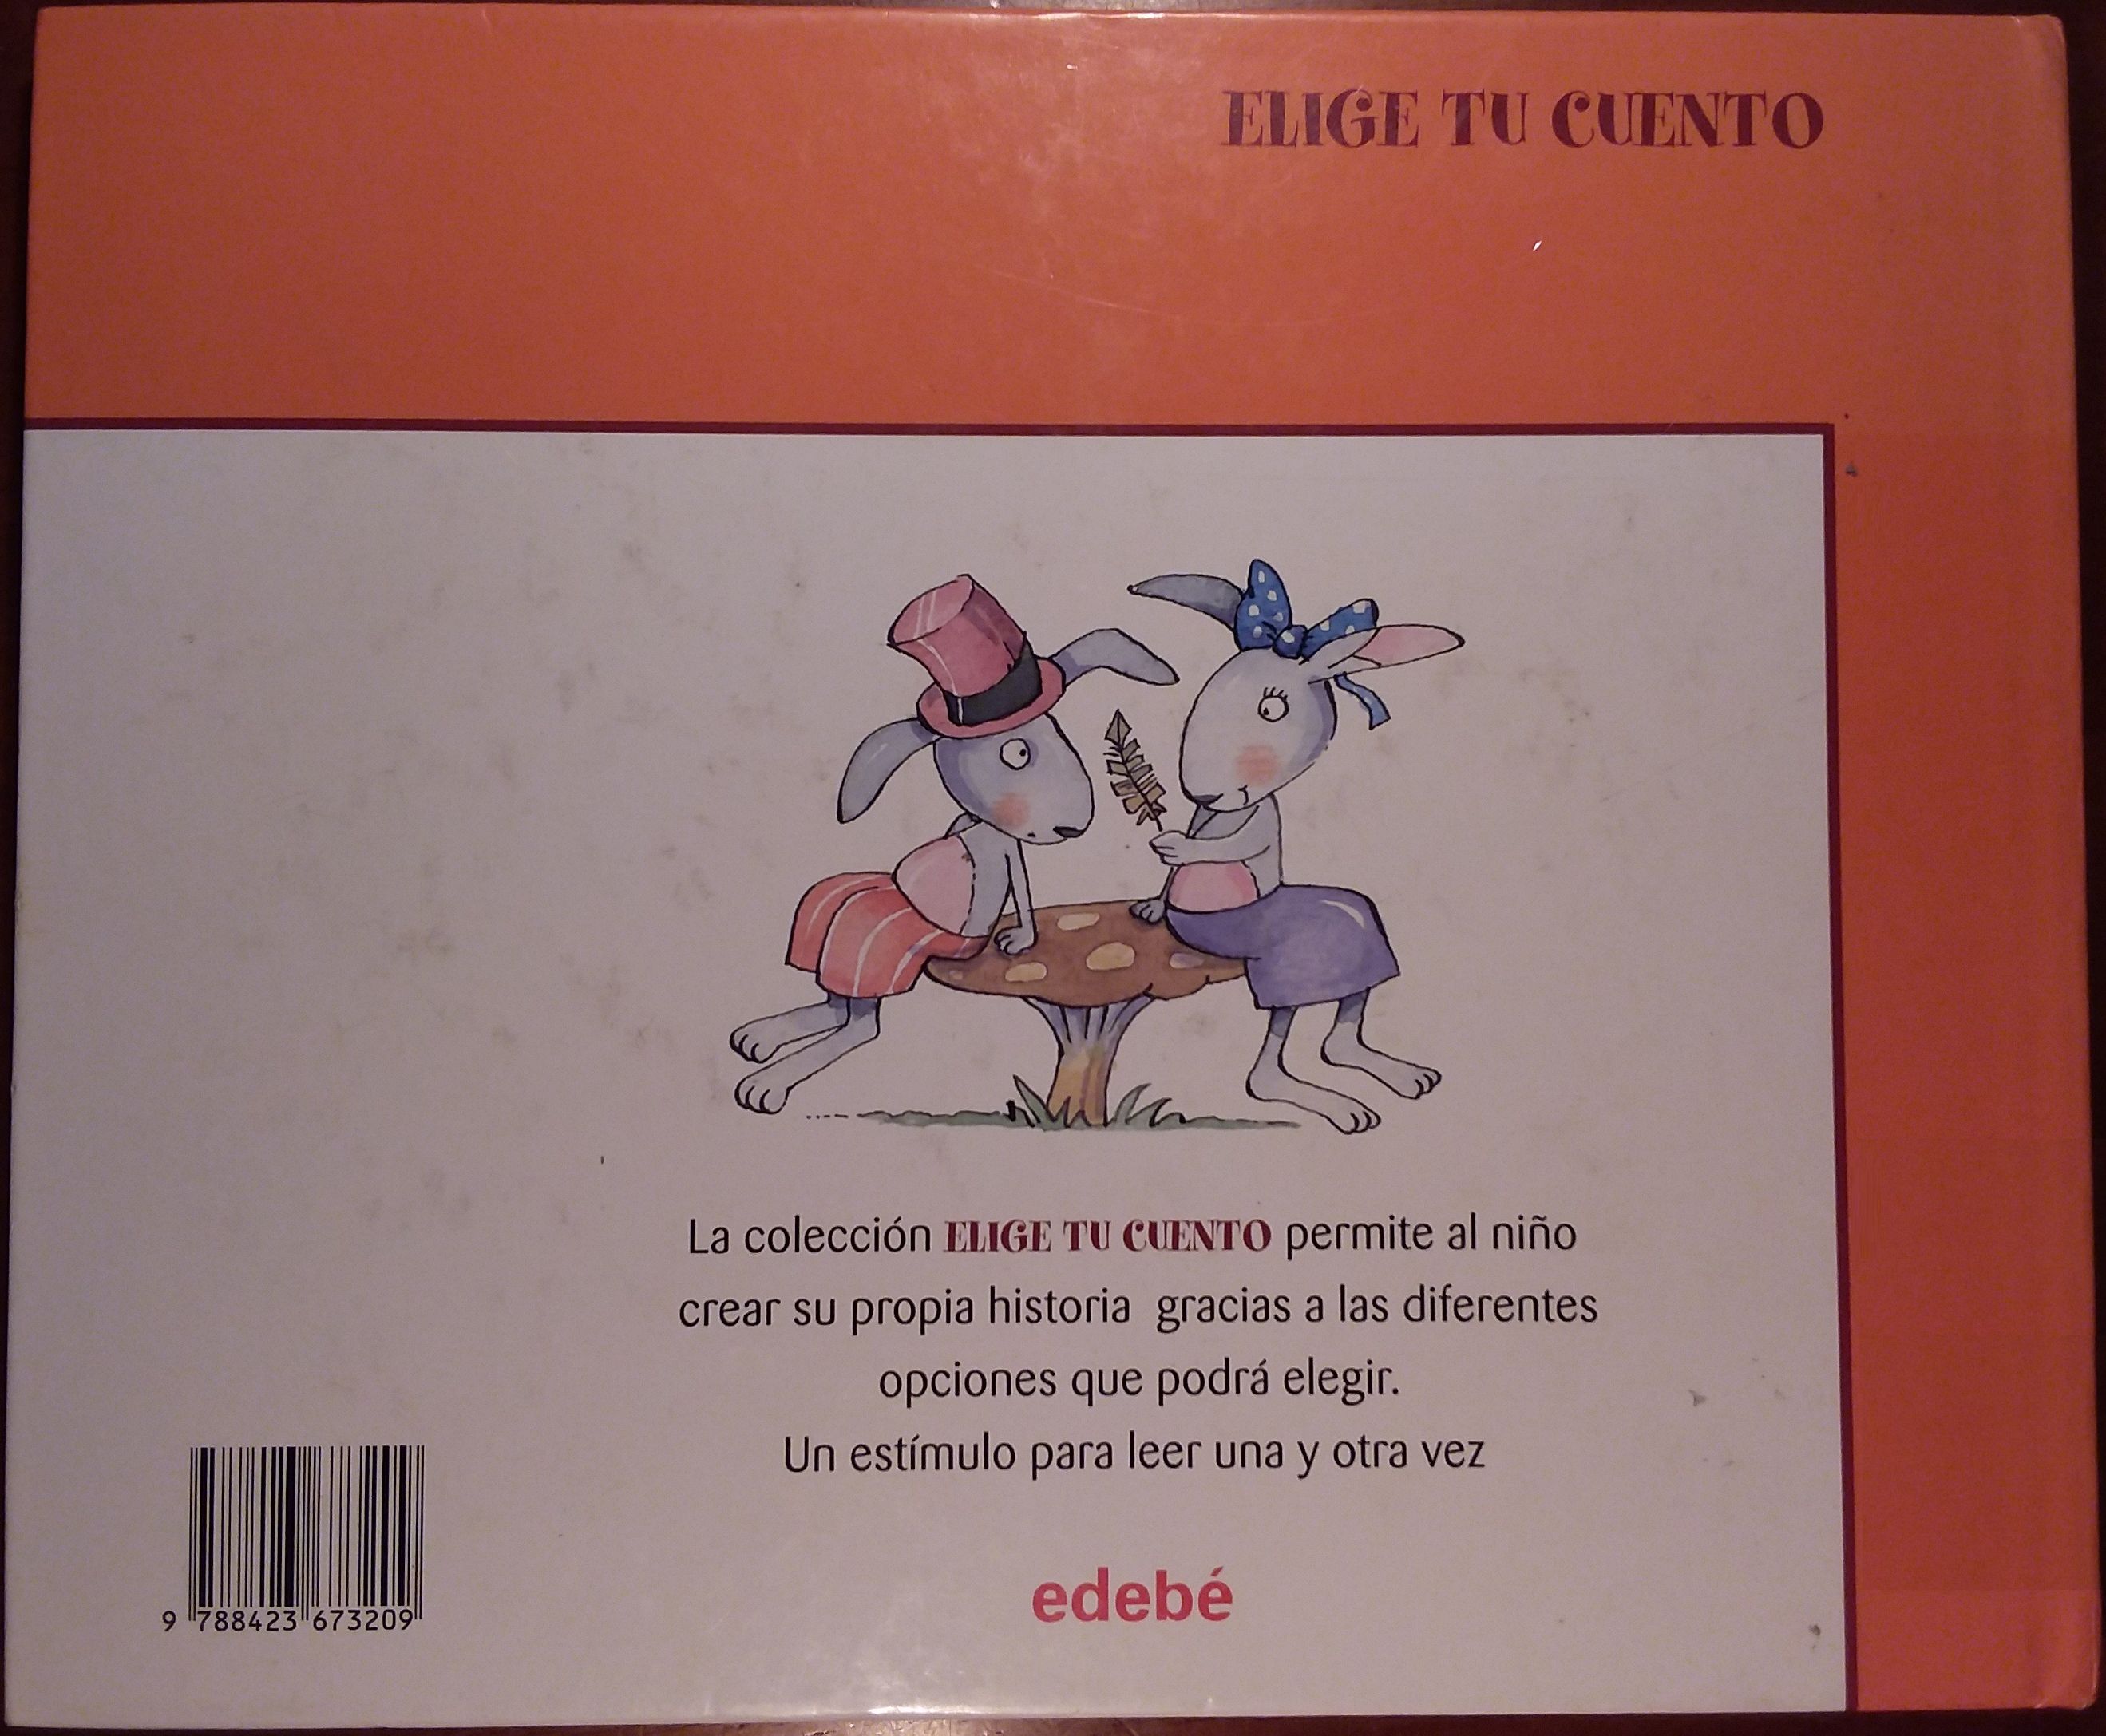 ELIGE TU CUENTO
La colección ELIGE TU CUENTO permite al niño
crear su propia historia gracias a las diferentes
opciones que podrá elegir.
Un estímulo para leer una y otra vez
edebé
9 788423 673209